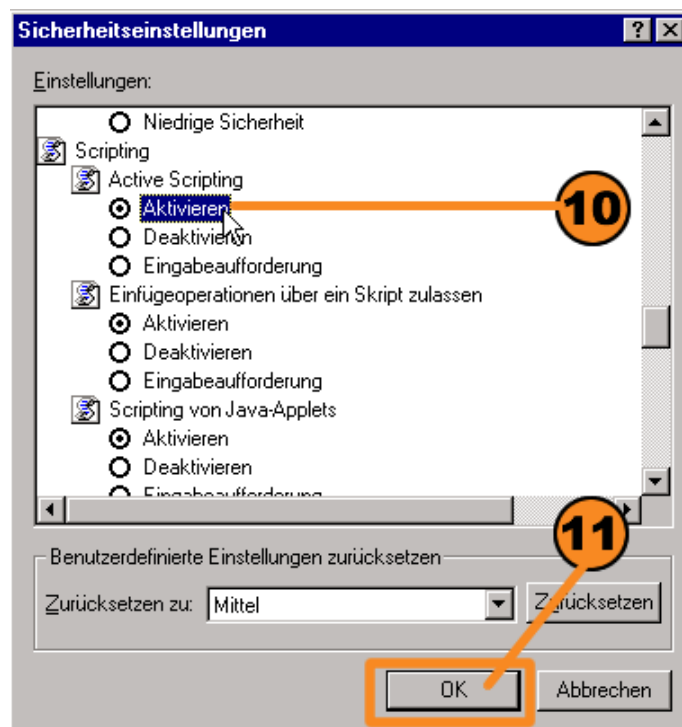 Sicherheitseinstellungen
Einstellungen:
Niedrige Sicherheit
Scripting
Active Scripting
Aktivieren
10
Deaktivieren
Eingabeaufforderung
Einfügeoperationen über ein Skript zulassen
Aktivieren
Deaktivieren
Eingabeaufforderung
Scripting von Java-Applets
Aktivieren
Deaktivieren
Eingabeaufforderung
11
Benutzerdefinierte Einstellungen zurücksetzen
Zurücksetzen zu: Mittel Zurücksetzen
OK Abbrechen